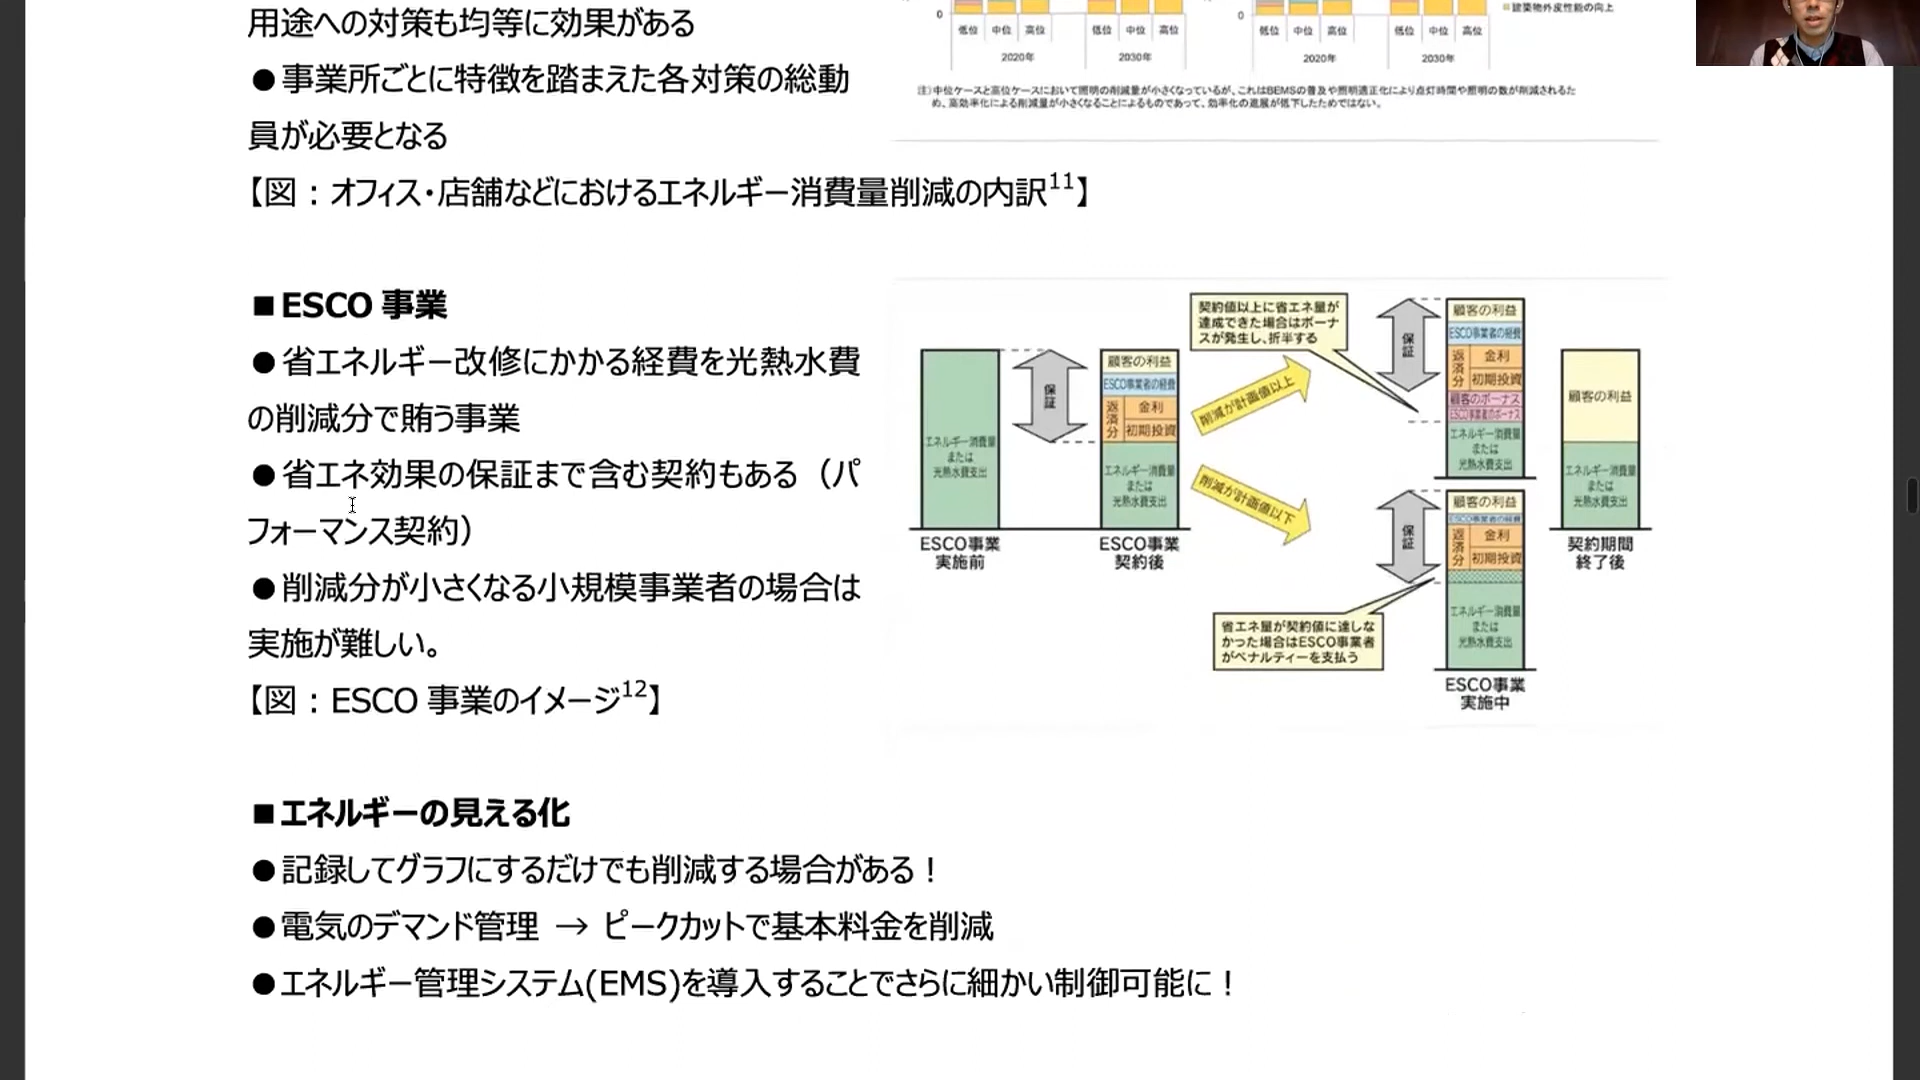 用途への対策も均等に効果がある
●事業所ごとに特徴を踏まえた各対策の総動
員が必要となる
【図：オフィス・店舗などにおけるエネルギー消費量削減の内訳11】
0
低位 中位 高位 低位 中位 高位
2020年 2030年
0
低位 中位 高位 低位 中位 高位
2020年 2030年
建築物外皮性能の向上
注）中位ケースと高位ケースにおいて照明の削減量が小さくなっているが、これはBEMSの普及や照明適正化により点灯時間や照明の数が削減されるた
め、高効率化による削減量が小さくなることによるものであって、効率化の進展が低下したためではない。
■ESCO 事業
●省エネルギー改修にかかる経費を光熱水費
の削減分で賄う事業
●省エネ効果の保証まで含む契約もある（パ
フォーマンス契約）
●削減分が小さくなる小規模事業者の場合は
実施が難しい。
【図：ESCO 事業のイメージ12】
エネルギー消費量
または
光熱水費支出
ESCO事業
実施前
保証
顧客の利益
ESCO事業者の経費
返済分
金利
初期投資
エネルギー消費量
または
光熱水費支出
ESCO事業
契約後
契約値以上に省エネ量が
達成できた場合はボーナ
スが発生し、折半する
削減が計画値以上
削減が計画値以下
省エネ量が契約値に達しな
かった場合はESCO事業者
がペナルティーを支払う
保証
顧客の利益
ESCO事業者の経費
返済分
金利
初期投資
顧客のボーナス
ESCO事業者のボーナス
エネルギー消費量
または
光熱水費支出
保証
顧客の利益
ESCO事業者の経費
返済分
金利
初期投資
エネルギー消費量
または
光熱水費支出
ESCO事業
実施中
顧客の利益
エネルギー消費量
または
光熱水費支出
契約期間
終了後
■エネルギーの見える化
●記録してグラフにするだけでも削減する場合がある！
●電気のデマンド管理 → ピークカットで基本料金を削減
●エネルギー管理システム(EMS)を導入することでさらに細かい制御可能に！